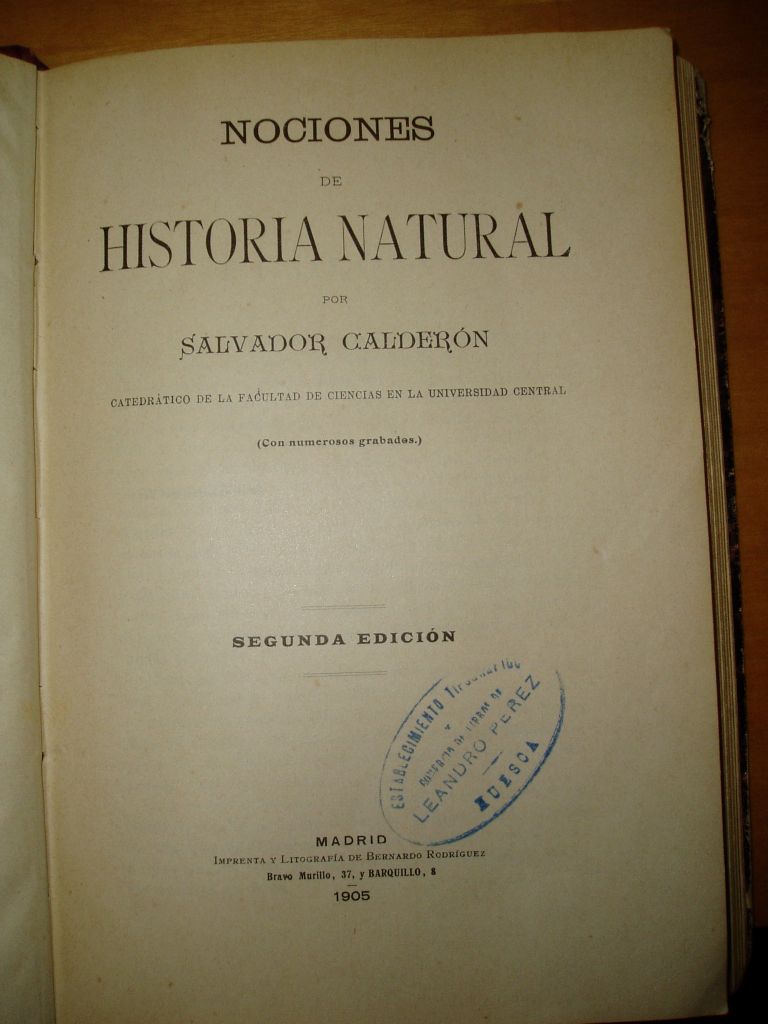 NOCIONES
DE
HISTORIA NATURAL
POR
SALVADOR CALDERÓN
CATEDRÁTICO DE LA FACULTAD DE CIENCIAS EN LA UNIVERSIDAD CENTRAL
(Con numerosos grabados.)
SEGUNDA EDICIÓN
ESTABLECIMIENTO
Y
LEANDRO PEREZ
HUESCA
MADRID
IMPRENTA Y LITOGRAFÍA DE BERNARDO RODRÍGUEZ
Bravo Murillo, 37, y BARQUILLO, 8
1905